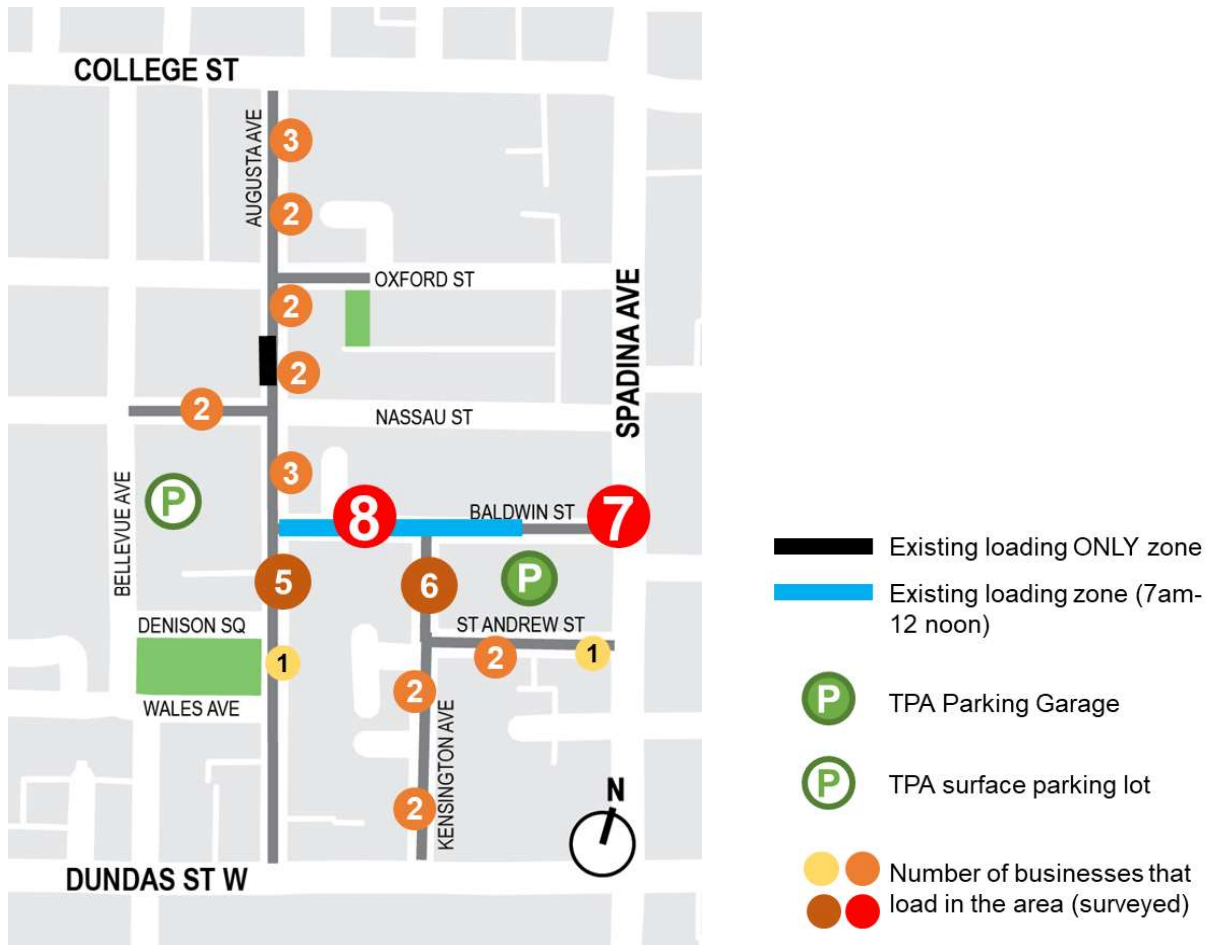 COLLEGE ST
AUGUSTA AVE
3
2
OXFORD ST
2
SPADINA AVE
2
2
NASSAU ST
3
BELLEVUE AVE
P
8
BALDWIN ST
7
5
6
P
DENISON SQ
ST ANDREW ST
1
2
1
2
WALES AVE
KENSINGTON AVE
2
N
DUNDAS ST W
Existing loading ONLY zone
Existing loading zone (7am-
12 noon)
P
TPA Parking Garage
P
TPA surface parking lot
Number of businesses that
load in the area (surveyed)